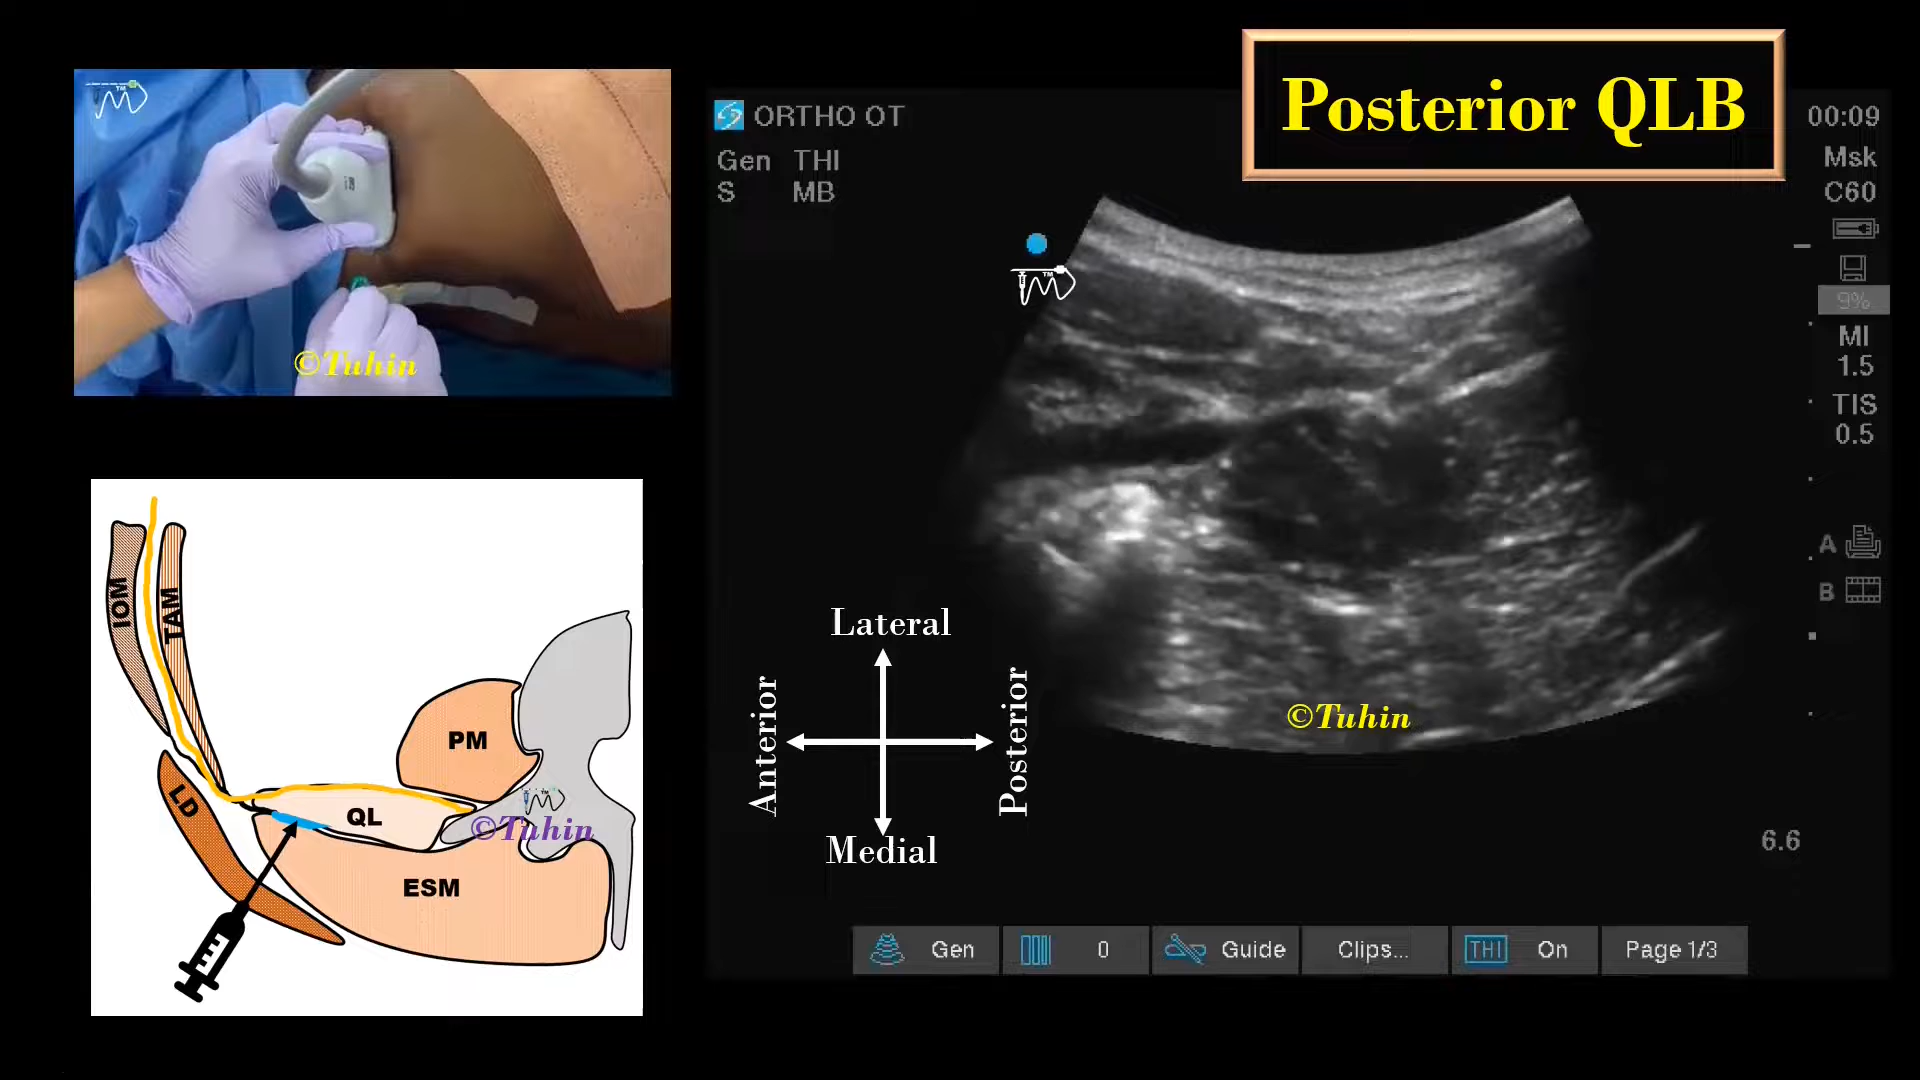 Posterior QLB
ORTHO OT
Gen THI
S MB
00:09
Msk
C60
9%
MI
1.5
TIS
0.5
A
B
6.6
©Tuhin
IOM
TAM
LD
PM
QL
ESM
©Tuhin
Lateral
Anterior
Posterior
Medial
©Tuhin
Gen
0
Guide
Clips...
THI On
Page 1/3